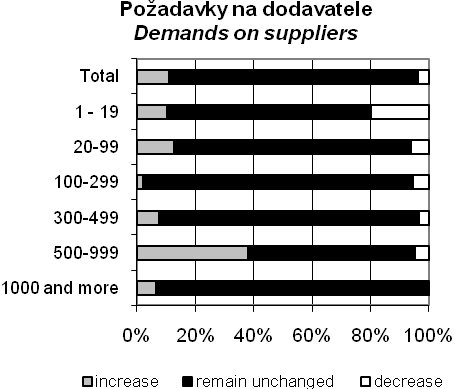 Požadavky na dodavatele
Demands on suppliers
Total
1 - 19
20-99
100-299
300-499
500-999
1000 and more
0% 20% 40% 60% 80% 100%
increase remain unchanged decrease